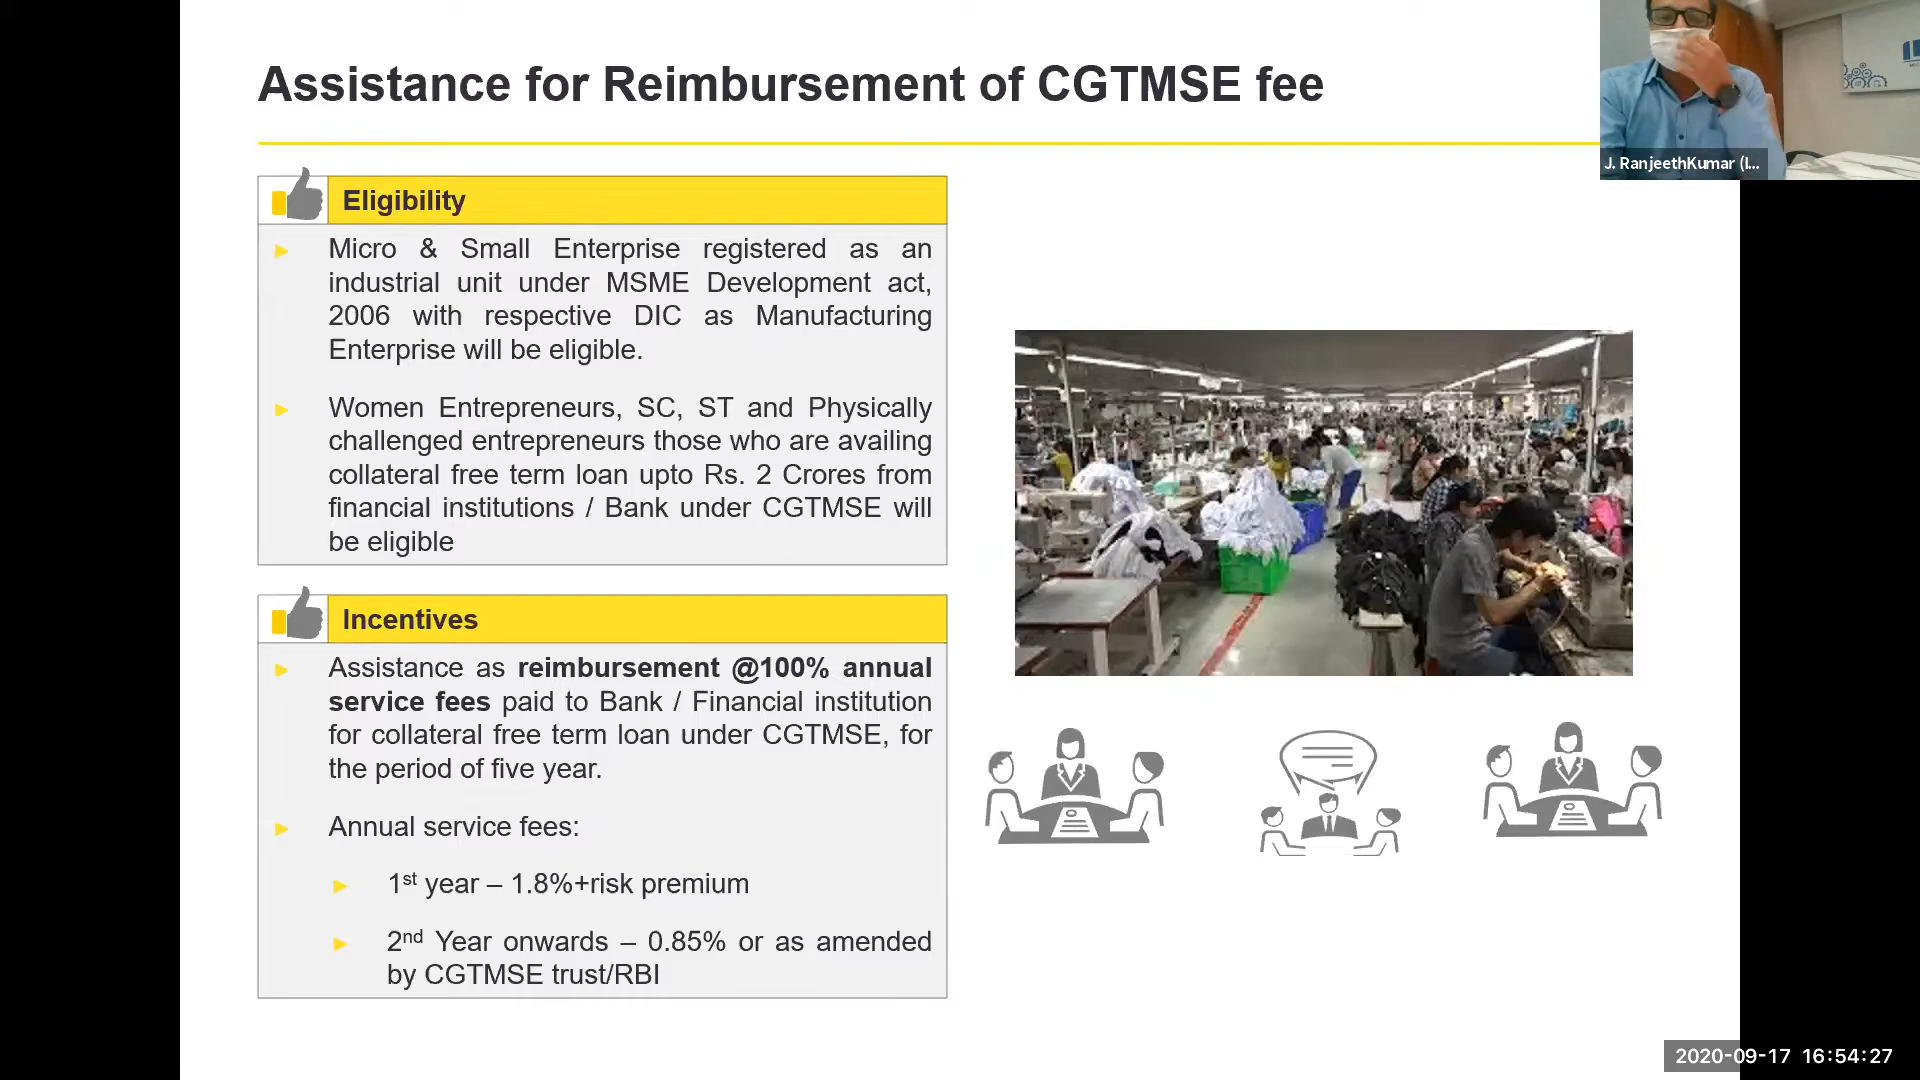 Assistance for Reimbursement of CGTMSE fee
J. RanjeethKumar (I...
Eligibility
► Micro & Small Enterprise registered as an
industrial unit under MSME Development act,
2006 with respective DIC as Manufacturing
Enterprise will be eligible.
► Women Entrepreneurs, SC, ST and Physically
challenged entrepreneurs those who are availing
collateral free term loan upto Rs. 2 Crores from
financial institutions / Bank under CGTMSE will
be eligible
Incentives
► Assistance as reimbursement @100% annual
service fees paid to Bank / Financial institution
for collateral free term loan under CGTMSE, for
the period of five year.
► Annual service fees:
► 1st year – 1.8%+risk premium
► 2nd Year onwards – 0.85% or as amended
by CGTMSE trust/RBI
2020-09-17 16:54:27